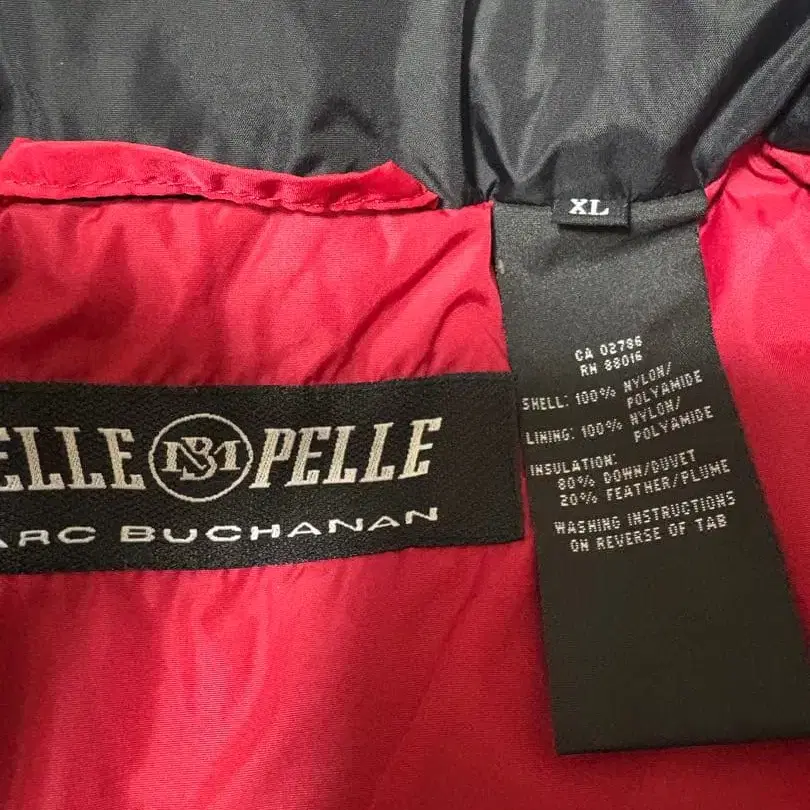 XL
CA 02786
RN 88016
SHELL: 100% NYLON/
POLYAMIDE
LINING: 100% NYLON/
POLYAMIDE
INSULATION:
80% DOWN/DUVET
20% FEATHER/PLUME
WASHING INSTRUCTIONS
ON REVERSE OF TAB
ELLE MB PELLE
ARC BUCHANAN